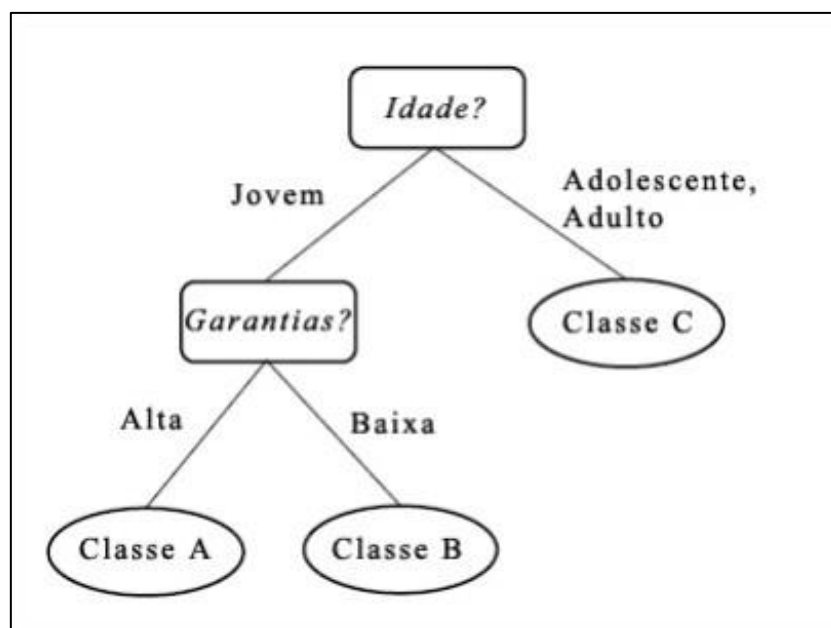 Idade?
Jovem
Adolescente,
Adulto
Garantias?
Classe C
Alta
Baixa
Classe A
Classe B